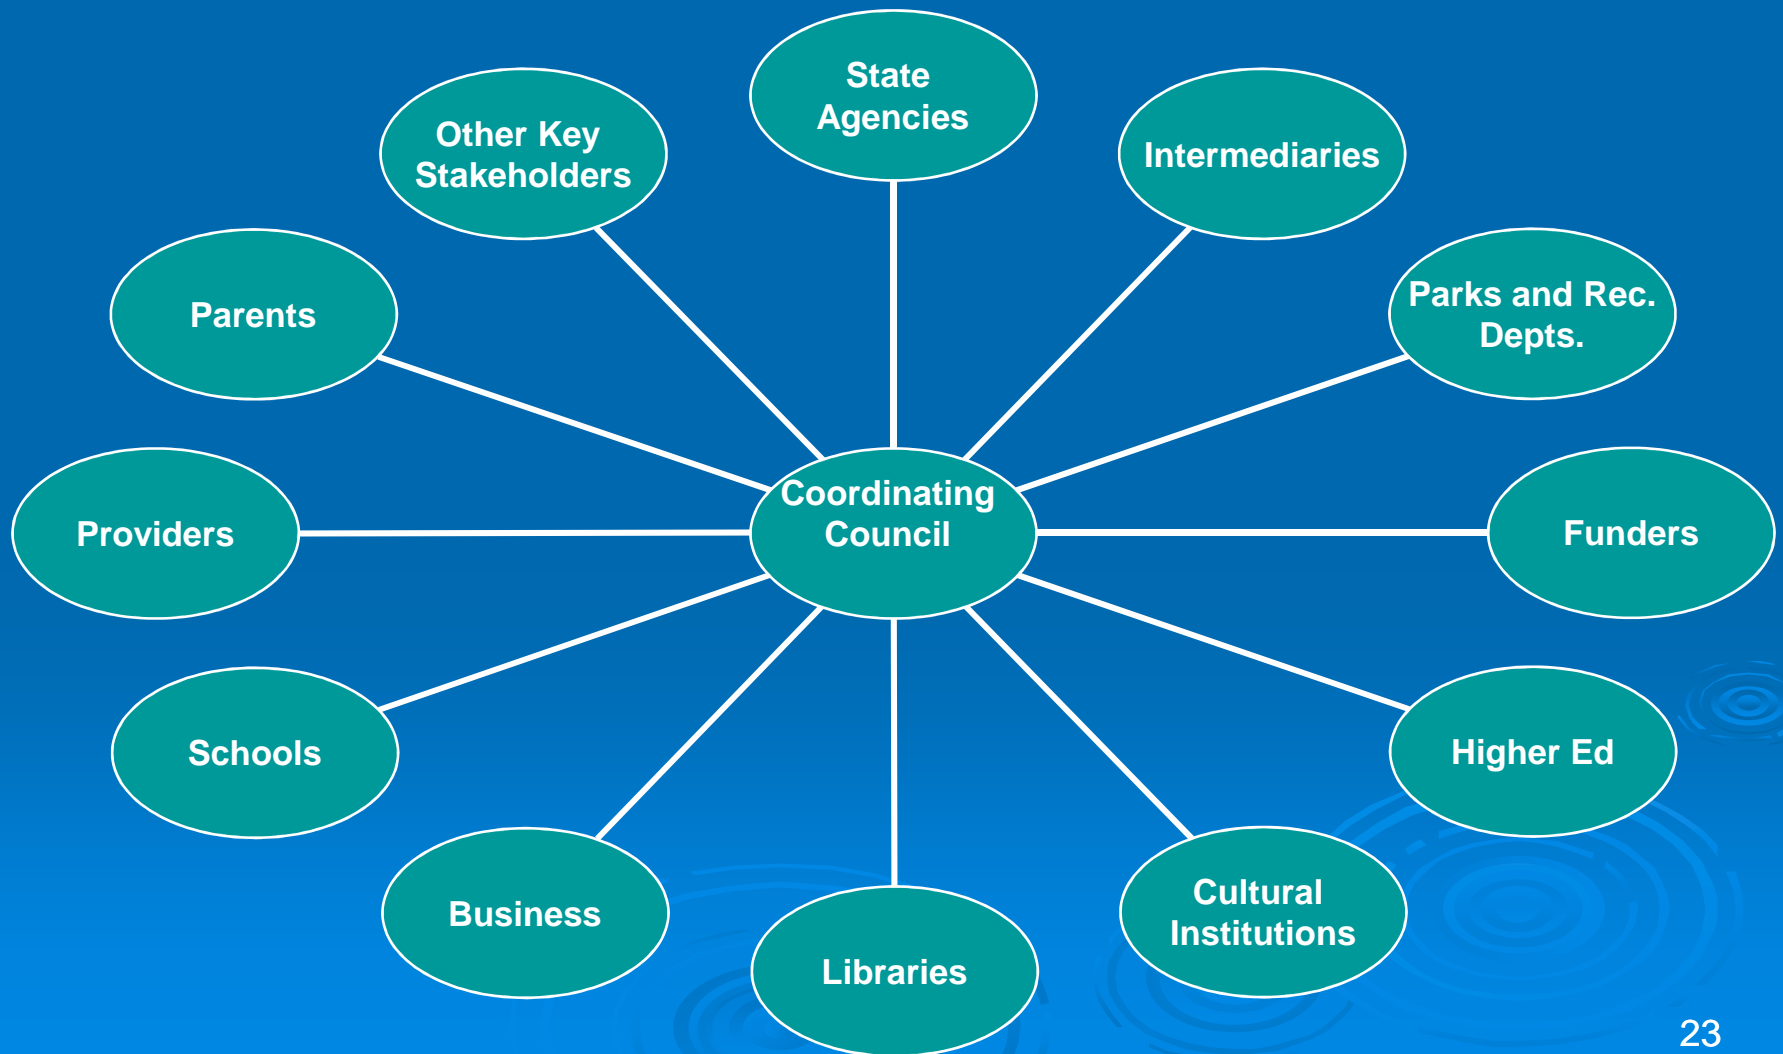 State
Agencies
Other Key
Stakeholders
Intermediaries
Parents
Parks and Rec.
Depts.
Coordinating
Council
Providers
Funders
Schools
Higher Ed
Business
Cultural
Institutions
Libraries
23